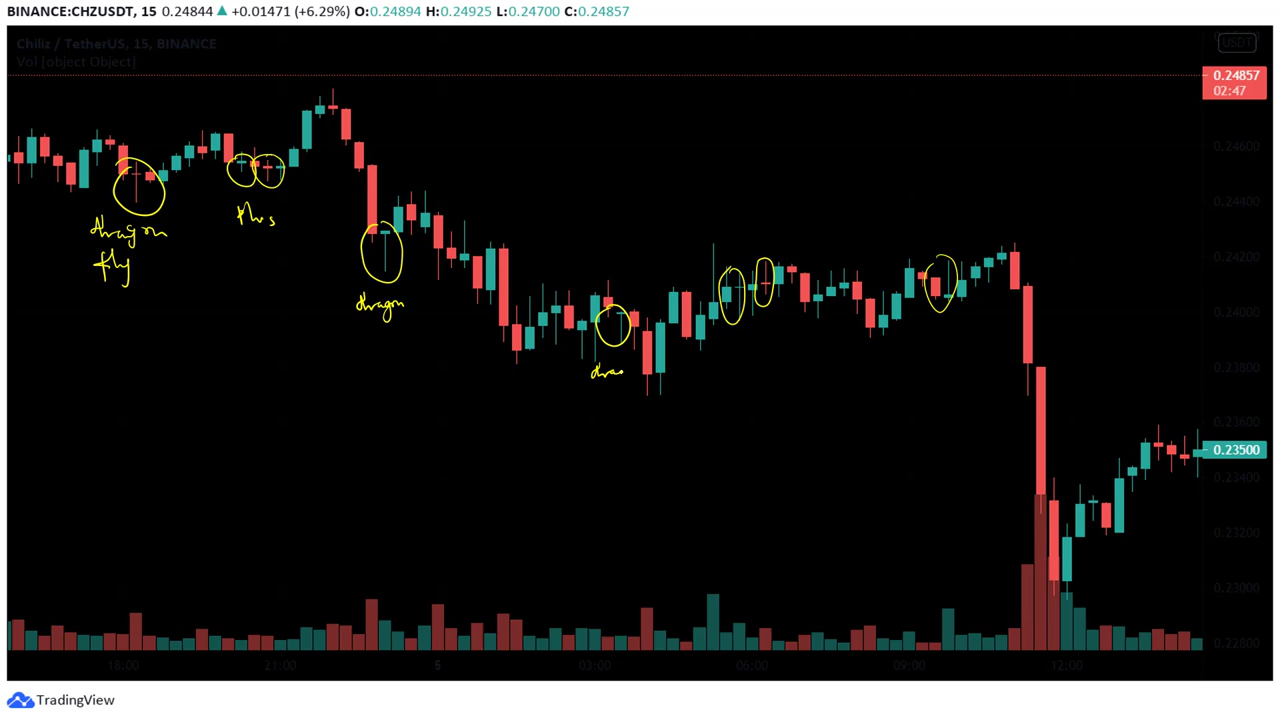 BINANCE:CHZUSDT, 15 0.24844 ▲ +0.01471 (+6.29%) O:0.24894 H:0.24925 L:0.24700 C:0.24857
Chiliz / TetherUS, 15, BINANCE
Vol [object Object]
USDT
0.24857
02:47
0.24600
0.24400
0.24200
0.24000
0.23800
0.23600
0.23500
0.23400
0.23200
0.23000
0.22800
dragon
fly
plus
dragon
drag
18:00 21:00 5 03:00 06:00 09:00 12:00
TradingView